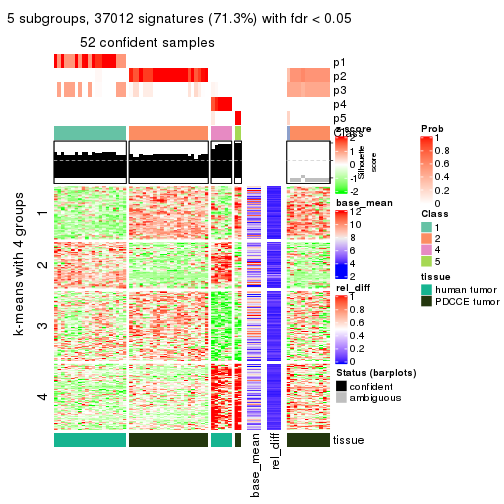 5 subgroups, 37012 signatures (71.3%) with fdr < 0.05
52 confident samples
p1
p2
p3
p4
p5
Class
Silhouette score
k-means with 4 groups
1
2
3
4
base_mean
rel_diff
tissue
z-score
2
1
0
-1
-2
base_mean
12
10
8
6
4
2
rel_diff
1
0.8
0.6
0.4
0.2
0
Status (barplots)
confident
ambiguous
Prob
1
0.8
0.6
0.4
0.2
0
Class
1
2
4
5
tissue
human tumor
PDCCE tumor